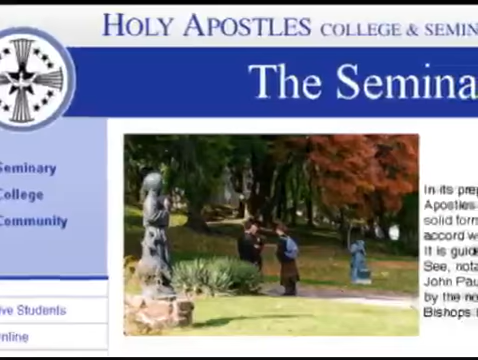 HOLY APOSTLES COLLEGE & SEMIN
The Semina
Seminary
College
Community
ive Students
nline
In its prep
Apostles
solid form
accord w
It is guide
See, nota
John Pau
by the no
Bishops